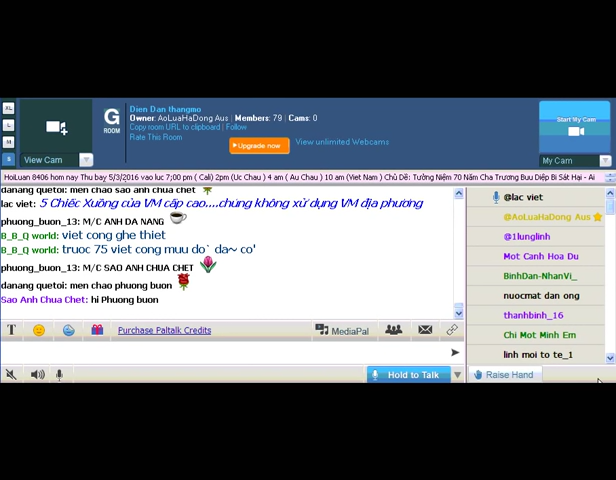 XL
L
M
S
View Cam
G
ROOM
Dien Dan thangmo
Owner: AoLuaHaDong Aus | Members: 79 | Cams: 0
Copy room URL to clipboard | Follow
Rate This Room
Upgrade now
View unlimited Webcams
Start My Cam
My Cam
HoiLuan 8406 hom nay Thu bay 5/3/2016 vao luc 7;00 pm ( Cali) 2pm (Uc Chau ) 4 am ( Au Chau ) 10 am (Viet Nam ) Chủ Đề: Tưởng Niệm 70 Năm Cha Trương Buu Diệp Bi Sát Hại - Ai
danang quetoi: men chao sao anh chua chet
lac viet: 5 Chiếc Xuồng của VM cấp cao....chúng không xử dụng VM địa phương
phuong_buon_13: M/C ANH DA NANG
B_B_Q world: viet cong ghe thiet
B_B_Q world: truoc 75 viet cong muu do` da~ co'
phuong_buon_13: M/C SAO ANH CHUA CHET
danang quetoi: men chao phuong buon
Sao Anh Chua Chet: hi Phuong buon
T
Purchase Paltalk Credits
MediaPal
Hold to Talk
@lac viet
@AoLuaHaDong Aus
@1lunglinh
Mot Canh Hoa Du
BinhDan-NhanVi_
nuocmat dan ong
thanhbinh_16
Chi Mot Minh Em
linh moi to te_1
Raise Hand